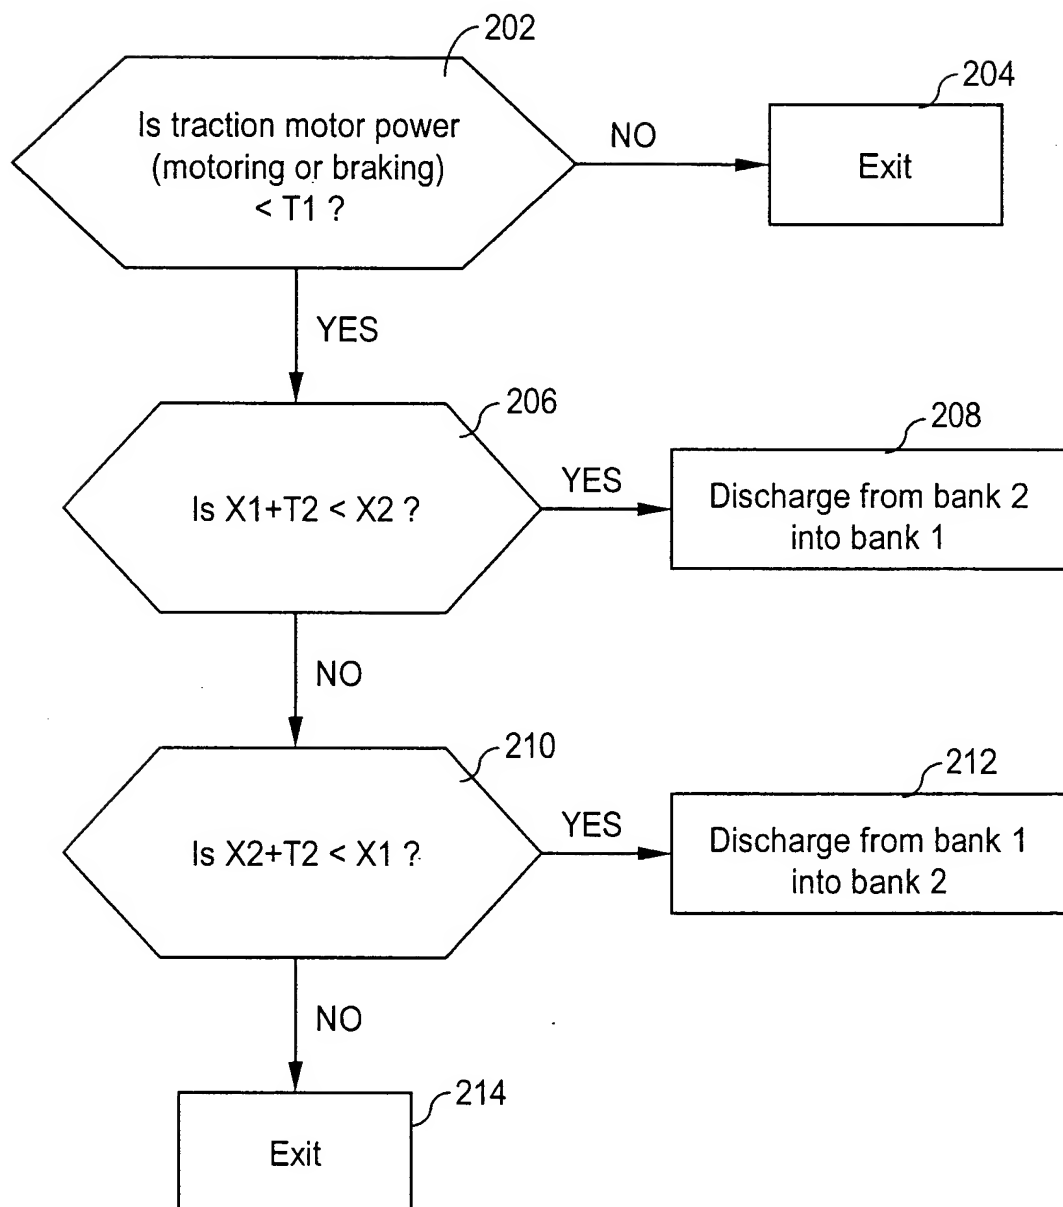 202
Is traction motor power
(motoring or braking)
< T1 ?
NO
204
Exit
YES
206
Is X1+T2 < X2 ?
YES
208
Discharge from bank 2
into bank 1
NO
210
Is X2+T2 < X1 ?
YES
212
Discharge from bank 1
into bank 2
NO
214
Exit